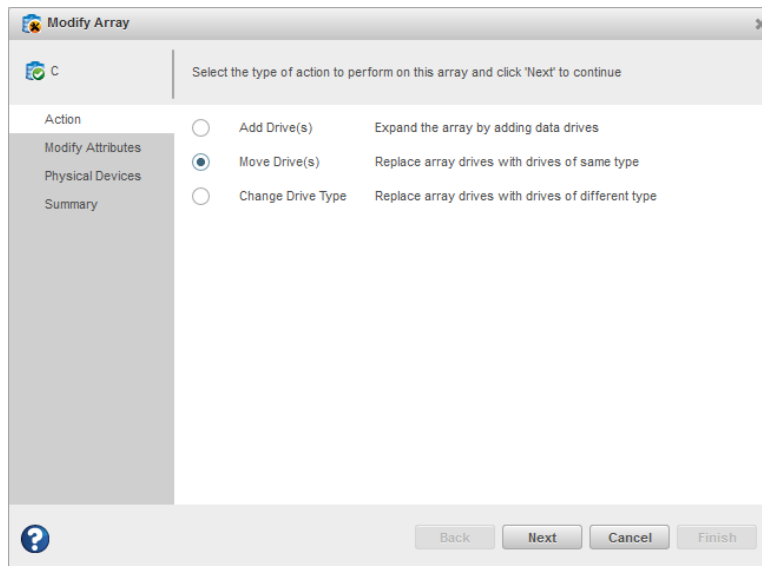 Modify Array
C
Select the type of action to perform on this array and click 'Next' to continue
Action
Modify Attributes
Physical Devices
Summary
Add Drive(s) Expand the array by adding data drives
Move Drive(s) Replace array drives with drives of same type
Change Drive Type Replace array drives with drives of different type
?
Back Next Cancel Finish